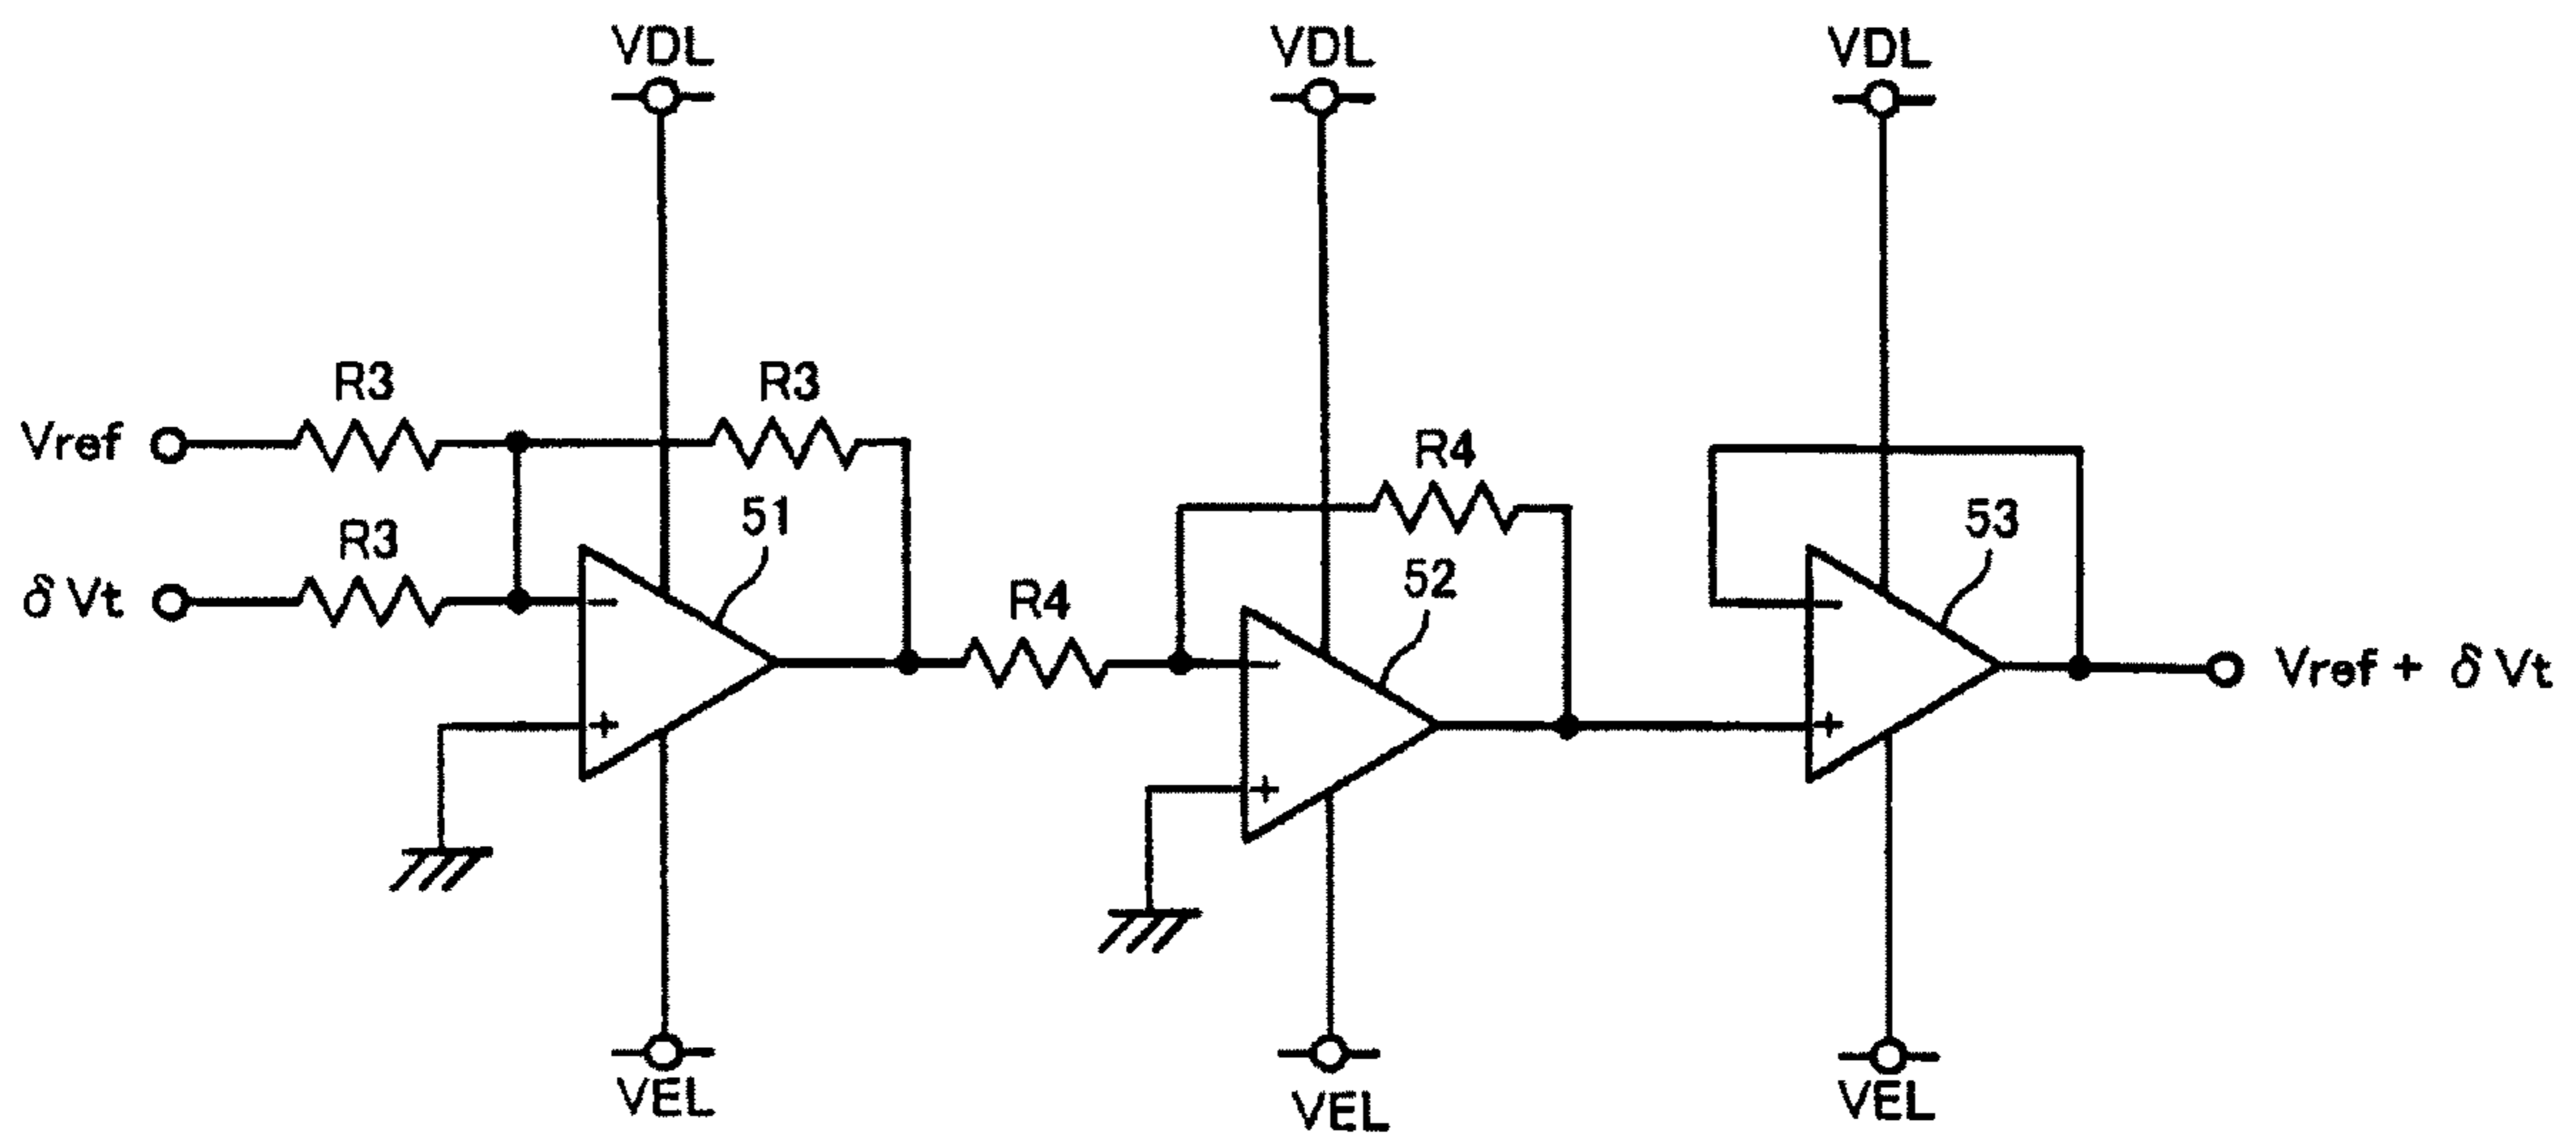 VDL
VDL
VDL
R3
R3
Vref
R4
51
53
R3
δVt
52
R4
Vref + δVt
VEL
VEL
VEL